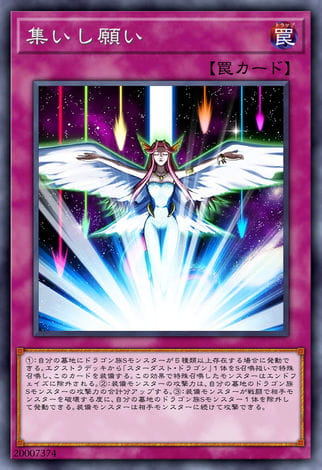 集いし願い
トラップ
罠
【罠カード】
①:自分の墓地にドラゴン族Sモンスターが5種類以上存在する場合に発動
できる。エクストラデッキから「スターダスト・ドラゴン」1体をS召喚扱いで特殊
召喚し、このカードを装備する。この効果で特殊召喚したモンスターはエンドフ
ェイズに除外される。②:装備モンスターの攻撃力は、自分の墓地のドラゴン族
Sモンスターの攻撃力の合計分アップする。③:装備モンスターが戦闘で相手モ
ンスターを破壊する度に、自分の墓地のドラゴン族Sモンスター1体を除外し
て発動できる。装備モンスターは相手モンスターに続けて攻撃できる。
20007374